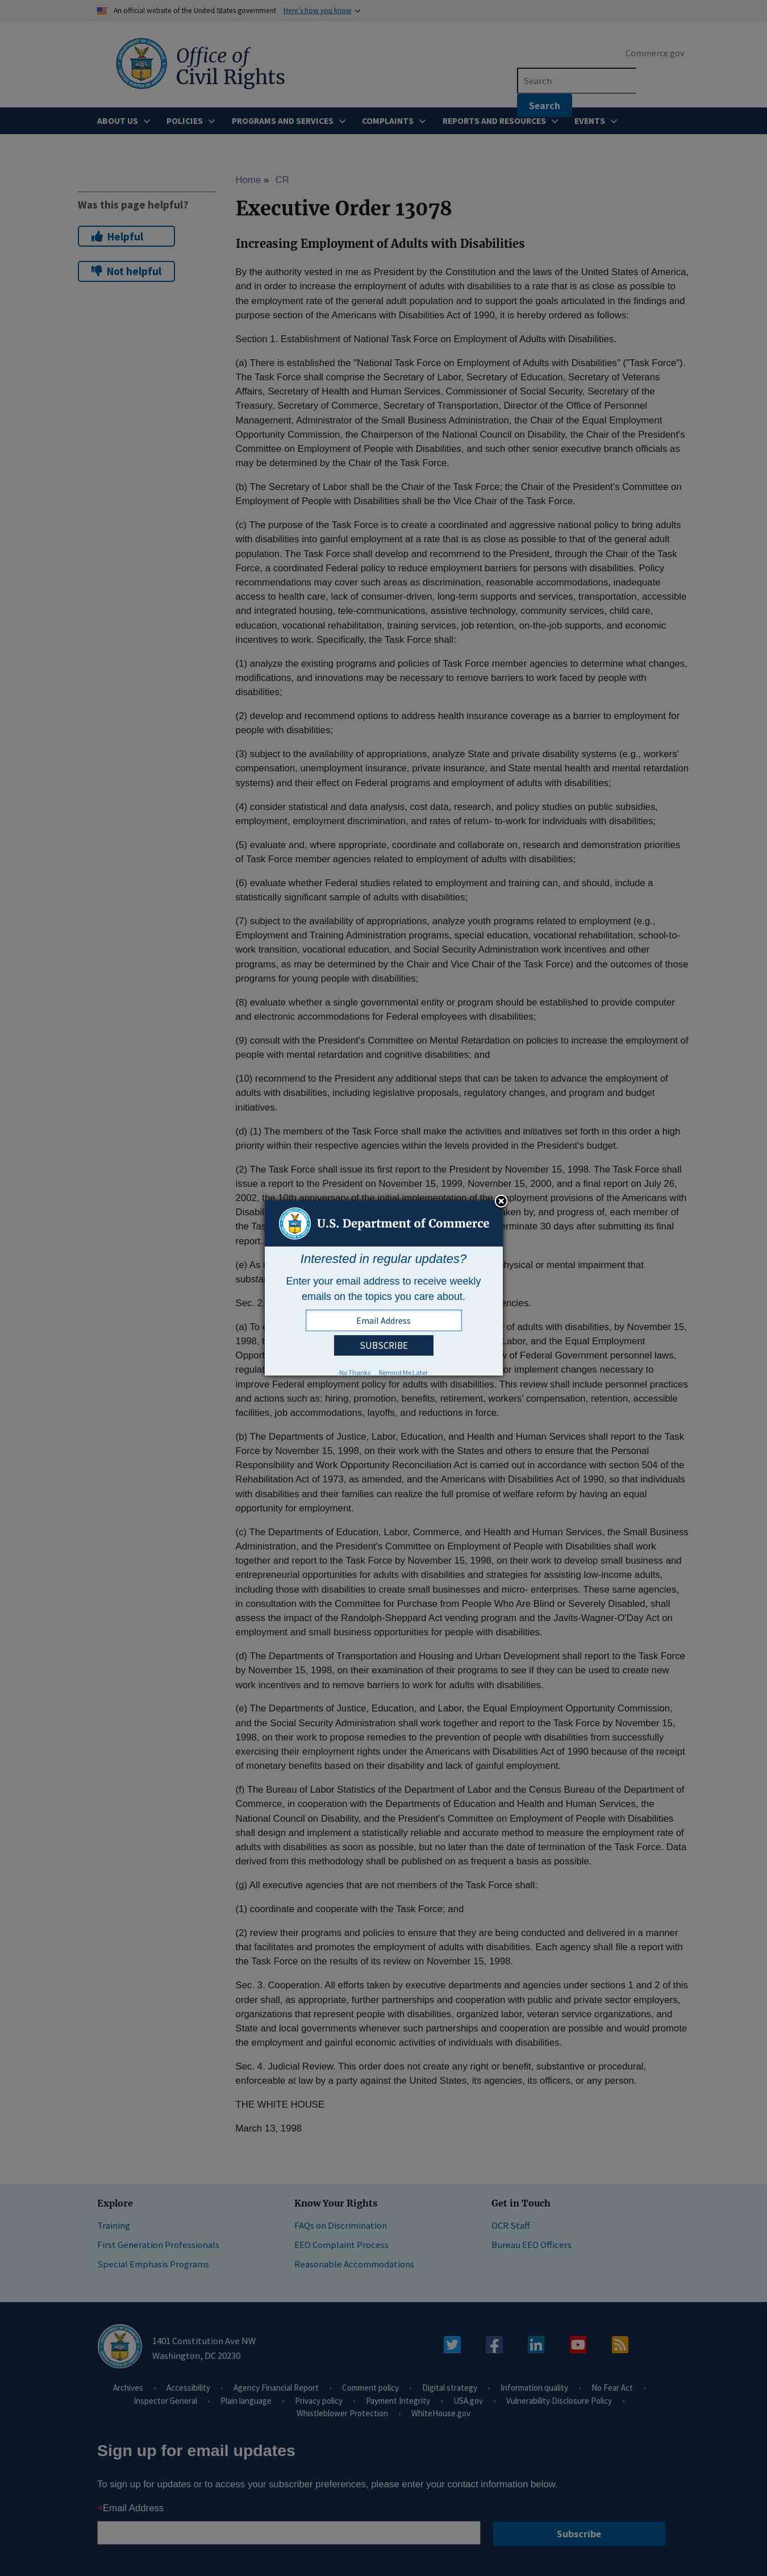 An official website of the United States government Here's how you know
Office of
Civil Rights
Commerce.gov
Search
Search
ABOUT US
POLICIES
PROGRAMS AND SERVICES
COMPLAINTS
REPORTS AND RESOURCES
EVENTS
Home » CR
Was this page helpful?
Helpful
Not helpful
Executive Order 13078
Increasing Employment of Adults with Disabilities
By the authority vested in me as President by the Constitution and the laws of the United States of America,
and in order to increase the employment of adults with disabilities to a rate that is as close as possible to
the employment rate of the general adult population and to support the goals articulated in the findings and
purpose section of the Americans with Disabilities Act of 1990, it is hereby ordered as follows:
Section 1. Establishment of National Task Force on Employment of Adults with Disabilities.
(a) There is established the "National Task Force on Employment of Adults with Disabilities" ("Task Force").
The Task Force shall comprise the Secretary of Labor, Secretary of Education, Secretary of Veterans
Affairs, Secretary of Health and Human Services, Commissioner of Social Security, Secretary of the
Treasury, Secretary of Commerce, Secretary of Transportation, Director of the Office of Personnel
Management, Administrator of the Small Business Administration, the Chair of the Equal Employment
Opportunity Commission, the Chairperson of the National Council on Disability, the Chair of the President's
Committee on Employment of People with Disabilities, and such other senior executive branch officials as
may be determined by the Chair of the Task Force.
(b) The Secretary of Labor shall be the Chair of the Task Force; the Chair of the President's Committee on
Employment of People with Disabilities shall be the Vice Chair of the Task Force.
(c) The purpose of the Task Force is to create a coordinated and aggressive national policy to bring adults
with disabilities into gainful employment at a rate that is as close as possible to that of the general adult
population. The Task Force shall develop and recommend to the President, through the Chair of the Task
Force, a coordinated Federal policy to reduce employment barriers for persons with disabilities. Policy
recommendations may cover such areas as discrimination, reasonable accommodations, inadequate
access to health care, lack of consumer-driven, long-term supports and services, transportation, accessible
and integrated housing, tele-communications, assistive technology, community services, child care,
education, vocational rehabilitation, training services, job retention, on-the-job supports, and economic
incentives to work. Specifically, the Task Force shall:
(1) analyze the existing programs and policies of Task Force member agencies to determine what changes,
modifications, and innovations may be necessary to remove barriers to work faced by people with
disabilities;
(2) develop and recommend options to address health insurance coverage as a barrier to employment for
people with disabilities;
(3) subject to the availability of appropriations, analyze State and private disability systems (e.g., workers'
compensation, unemployment insurance, private insurance, and State mental health and mental retardation
systems) and their effect on Federal programs and employment of adults with disabilities;
(4) consider statistical and data analysis, cost data, research, and policy studies on public subsidies,
employment, employment discrimination, and rates of return- to-work for individuals with disabilities;
(5) evaluate and, where appropriate, coordinate and collaborate on, research and demonstration priorities
of Task Force member agencies related to employment of adults with disabilities;
(6) evaluate whether Federal studies related to employment and training can, and should, include a
statistically significant sample of adults with disabilities;
(7) subject to the availability of appropriations, analyze youth programs related to employment (e.g.,
Employment and Training Administration programs, special education, vocational rehabilitation, school-to-
work transition, vocational education, and Social Security Administration work incentives and other
programs, as may be determined by the Chair and Vice Chair of the Task Force) and the outcomes of those
programs for young people with disabilities;
(8) evaluate whether a single governmental entity or program should be established to provide computer
and electronic accommodations for Federal employees with disabilities;
(9) consult with the President's Committee on Mental Retardation on policies to increase the employment of
people with mental retardation and cognitive disabilities; and
(10) recommend to the President any additional steps that can be taken to advance the employment of
adults with disabilities, including legislative proposals, regulatory changes, and program and budget
initiatives.
(d) (1) The members of the Task Force shall make the activities and initiatives set forth in this order a high
priority within their respective agencies within the levels provided in the President's budget.
(2) The Task Force shall issue its first report to the President by November 15, 1998. The Task Force shall
issue a report to the President on November 15, 1999, November 15, 2000, and a final report on July 26,
2002, the 10th anniversary of the initial implementation of the employment provisions of the Americans with
Disabi ken by, and progress of, each member of
the Tas erminate 30 days after submitting its final
report.
(e) As physical or mental impairment that
substa
Sec. 2. encies.
(a) To e of adults with disabilities, by November 15,
1998, Labor, and the Equal Employment
Opport of Federal Government personnel laws,
regula or implement changes necessary to
improve Federal employment policy for adults with disabilities. This review shall include personnel practices
and actions such as: hiring, promotion, benefits, retirement, workers' compensation, retention, accessible
facilities, job accommodations, layoffs, and reductions in force.
U.S. Department of Commerce
Interested in regular updates?
Enter your email address to receive weekly
emails on the topics you care about.
Email Address
SUBSCRIBE
No Thanks Remind Me Later
(b) The Departments of Justice, Labor, Education, and Health and Human Services shall report to the Task
Force by November 15, 1998, on their work with the States and others to ensure that the Personal
Responsibility and Work Opportunity Reconciliation Act is carried out in accordance with section 504 of the
Rehabilitation Act of 1973, as amended, and the Americans with Disabilities Act of 1990, so that individuals
with disabilities and their families can realize the full promise of welfare reform by having an equal
opportunity for employment.
(c) The Departments of Education, Labor, Commerce, and Health and Human Services, the Small Business
Administration, and the President's Committee on Employment of People with Disabilities shall work
together and report to the Task Force by November 15, 1998, on their work to develop small business and
entrepreneurial opportunities for adults with disabilities and strategies for assisting low-income adults,
including those with disabilities to create small businesses and micro- enterprises. These same agencies,
in consultation with the Committee for Purchase from People Who Are Blind or Severely Disabled, shall
assess the impact of the Randolph-Sheppard Act vending program and the Javits-Wagner-O'Day Act on
employment and small business opportunities for people with disabilities.
(d) The Departments of Transportation and Housing and Urban Development shall report to the Task Force
by November 15, 1998, on their examination of their programs to see if they can be used to create new
work incentives and to remove barriers to work for adults with disabilities.
(e) The Departments of Justice, Education, and Labor, the Equal Employment Opportunity Commission,
and the Social Security Administration shall work together and report to the Task Force by November 15,
1998, on their work to propose remedies to the prevention of people with disabilities from successfully
exercising their employment rights under the Americans with Disabilities Act of 1990 because of the receipt
of monetary benefits based on their disability and lack of gainful employment.
(f) The Bureau of Labor Statistics of the Department of Labor and the Census Bureau of the Department of
Commerce, in cooperation with the Departments of Education and Health and Human Services, the
National Council on Disability, and the President's Committee on Employment of People with Disabilities
shall design and implement a statistically reliable and accurate method to measure the employment rate of
adults with disabilities as soon as possible, but no later than the date of termination of the Task Force. Data
derived from this methodology shall be published on as frequent a basis as possible.
(g) All executive agencies that are not members of the Task Force shall:
(1) coordinate and cooperate with the Task Force; and
(2) review their programs and policies to ensure that they are being conducted and delivered in a manner
that facilitates and promotes the employment of adults with disabilities. Each agency shall file a report with
the Task Force on the results of its review on November 15, 1998.
Sec. 3. Cooperation. All efforts taken by executive departments and agencies under sections 1 and 2 of this
order shall, as appropriate, further partnerships and cooperation with public and private sector employers,
organizations that represent people with disabilities, organized labor, veteran service organizations, and
State and local governments whenever such partnerships and cooperation are possible and would promote
the employment and gainful economic activities of individuals with disabilities.
Sec. 4. Judicial Review. This order does not create any right or benefit, substantive or procedural,
enforceable at law by a party against the United States, its agencies, its officers, or any person.
THE WHITE HOUSE
March 13, 1998
Explore
Training
First Generation Professionals
Special Emphasis Programs
Know Your Rights
FAQs on Discrimination
EEO Complaint Process
Reasonable Accommodations
Get in Touch
OCR Staff
Bureau EEO Officers
1401 Constitution Ave NW
Washington, DC 20230
Archives • Accessibility • Agency Financial Report • Comment policy • Digital strategy • Information quality • No Fear Act •
Inspector General • Plain language • Privacy policy • Payment Integrity • USA.gov • Vulnerability Disclosure Policy •
Whistleblower Protection • WhiteHouse.gov
Sign up for email updates
To sign up for updates or to access your subscriber preferences, please enter your contact information below.
*Email Address
Subscribe